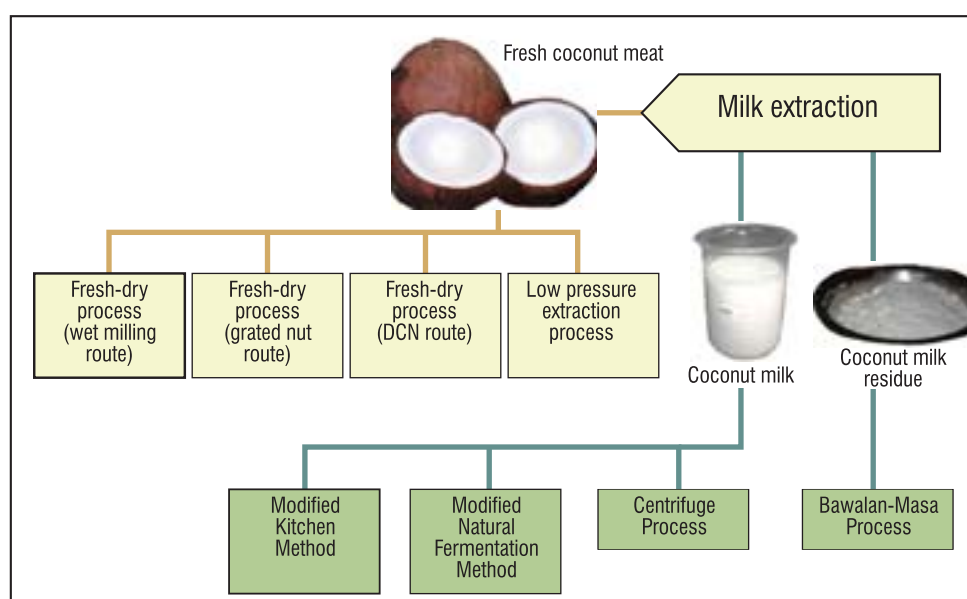 Fresh coconut meat
Milk extraction
Fresh-dry
process
(wet milling
route)
Fresh-dry
process
(grated nut
route)
Fresh-dry
process
(DCN route)
Low pressure
extraction
process
Coconut milk
Coconut milk
residue
Modified
Kitchen
Method
Modified
Natural
Fermentation
Method
Centrifuge
Process
Bawalan-Masa
Process